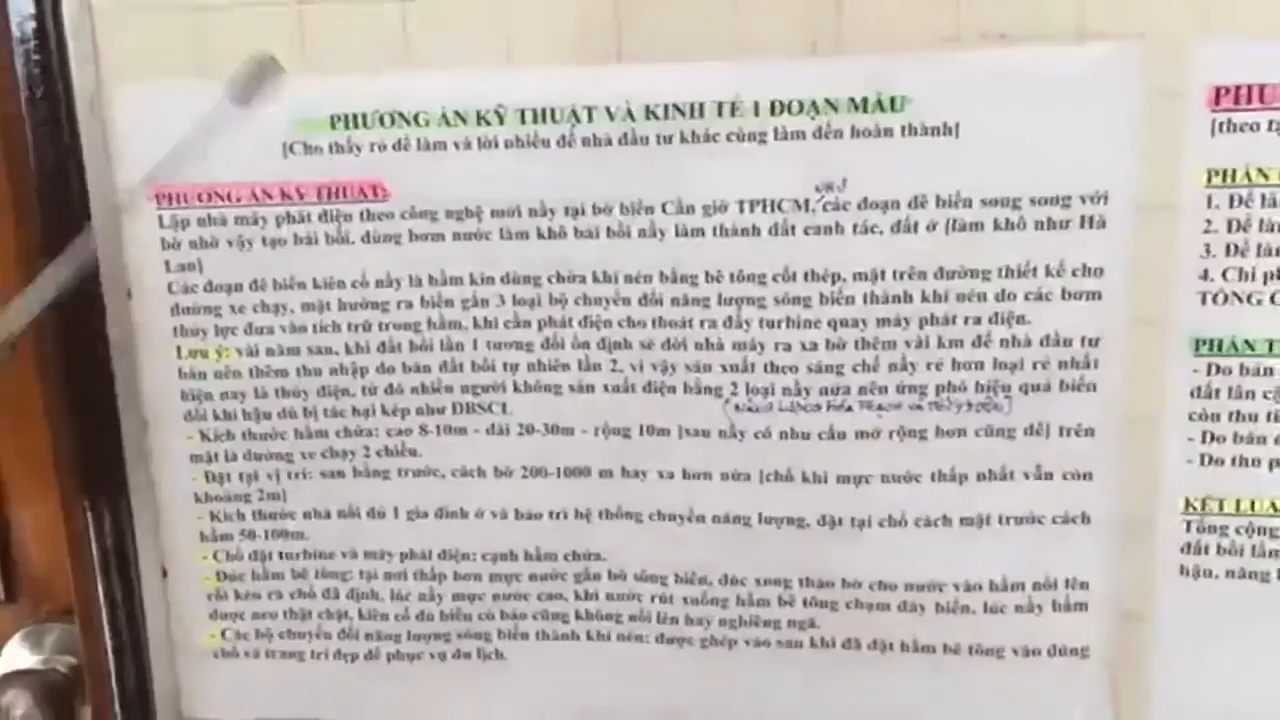 PHƯƠNG ÁN KỸ THUẬT VÀ KINH TẾ 1 ĐOẠN MẪU
[Cho thấy rỏ dể làm và lời nhiều để nhà đầu tư khác cùng làm đến hoàn thành]
PHƯƠNG ÁN KỸ THUẬT:
Lập nhà máy phát điện theo công nghệ mới nầy tại bờ biển Cần giờ TPHCM, các đoạn đê biển song song với
bờ nhờ vậy tạo bãi bồi, dùng bơm nước làm khô bãi bồi nầy làm thành đất canh tác, đất ở [làm khô như Hà
Lan]
Các đoạn đê biển kiên cố nầy là hầm kín dùng chứa khí nén bằng bê tông cốt thép, mặt trên đường thiết kế cho
đường xe chạy, mặt hướng ra biển gắn 3 loại bộ chuyển đổi năng lượng sóng biển thành khí nén do các bơm
thủy lực đưa vào tích trữ trong hầm, khi cần phát điện cho thoát ra đẩy turbine quay máy phát ra điện.
Lưu ý: vài năm sau, khi đất bồi lần 1 tương đối ổn định sẽ dời nhà máy ra xa bờ thêm vài km để nhà đầu tư
bán nên thêm thu nhập do bán đất bồi tự nhiên lần 2, vì vậy sản xuất theo sáng chế nầy rẻ hơn loại rẻ nhất
hiện nay là thủy điện, từ đó nhiều người không sản xuất điện bằng 2 loại nầy nửa nên ứng phó hiệu quả biến
đổi khí hậu dù bị tác hại kép như ĐBSCL
- Kích thước hầm chứa: cao 8-10m - dài 20-30m - rộng 10m [sau nầy có nhu cầu mở rộng hơn cũng dể] trên
mặt là đường xe chạy 2 chiều.
- Đặt tại vị trí: san bằng trước, cách bờ 200-1000 m hay xa hơn nửa [chỗ khi mực nước thấp nhất vẫn còn
khoảng 2m]
- Kích thước nhà nổi đủ 1 gia đình ở và bảo trì hệ thống chuyển năng lượng, đặt tại chỗ cách mặt trước cách
hầm 50-100m.
- Chỗ đặt turbine và máy phát điện: cạnh hầm chứa.
- Đúc hầm bê tông: tại nơi thấp hơn mực nước gần bờ sông biển, đúc xong tháo bờ cho nước vào hầm nổi lên
rồi kéo ra chỗ đã định, lúc nầy mực nước cao, khi nước rút xuống hầm bê tông chạm đáy biển, lúc nầy hầm
được neo thật chặt, kiên cố dù biển có bão cũng không nổi lên hay nghiêng ngã.
- Các bộ chuyển đổi năng lượng sóng biển thành khí nén: được ghép vào sau khi đã đặt hầm bê tông vào đúng
chỗ và trang trí đẹp để phục vụ du lịch.
[theo
PHẦN
1. Dể
2. Dể
3. Dể
4. Chi
TỔNG
PHẦN
- Do bán
đất lân
còn thu
- Do bán
- Do thu
KẾT
Tổng cộng
đất bồi lần
hậu, năng